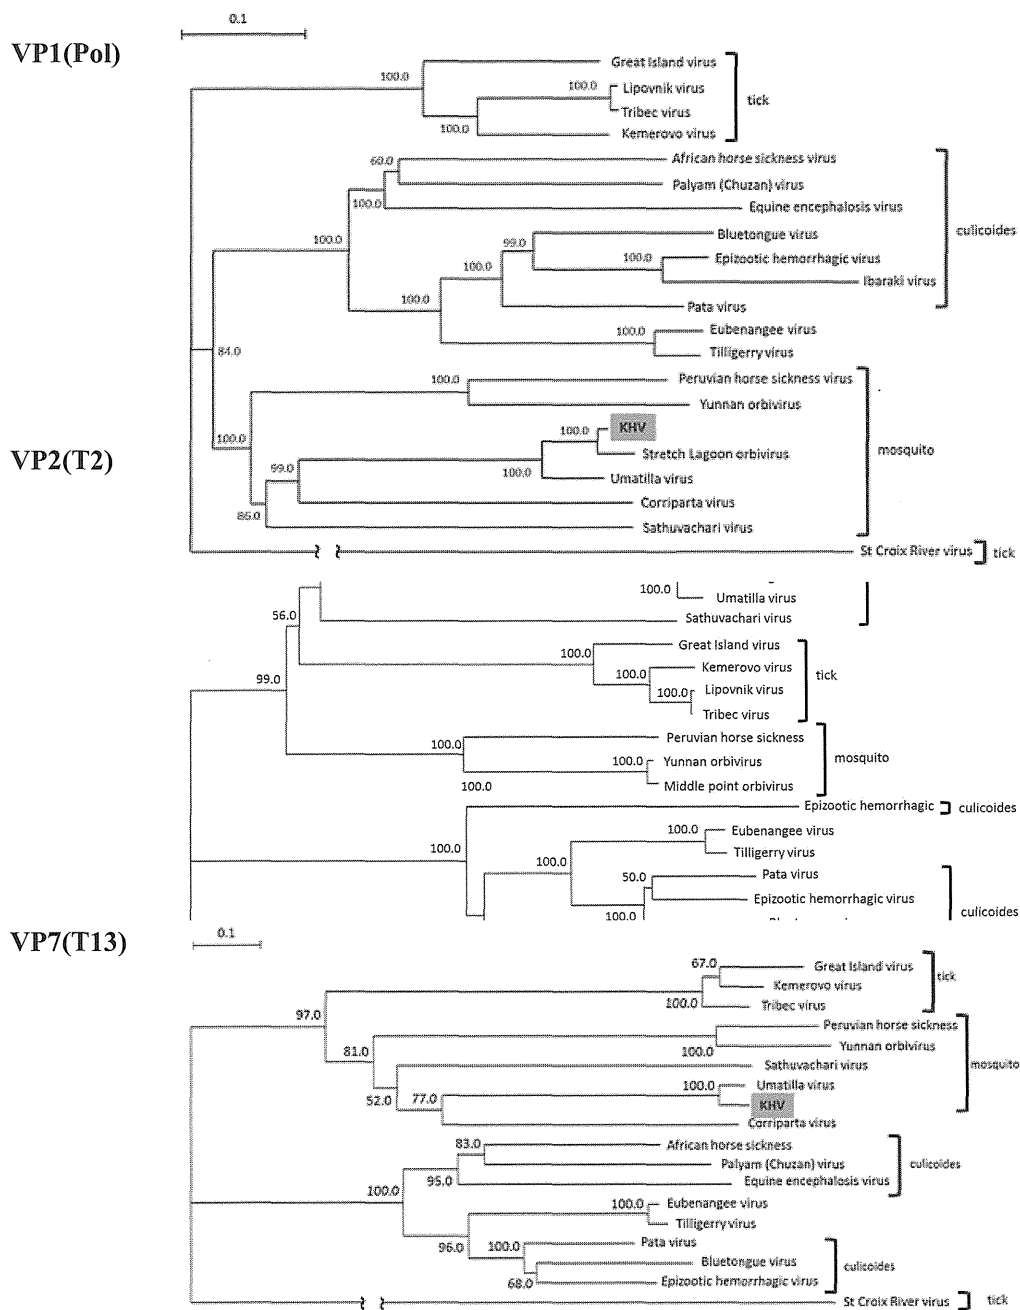 0.1
VP1(Pol)
Great Island virus
100.0
100.0
Lipovnik virus
tick
Tribec virus
100.0
Kemerovo virus
African horse sickness virus
60.0
Palyam (Chuzan) virus
100.0
Equine encephalosis virus
culicoides
Bluetongue virus
100.0
99.0
Epizootic hemorrhagic virus
100.0
100.0
Ibaraki virus
100.0
Pata virus
Eubenangee virus
100.0
Tilligerry virus
84.0
Peruvian horse sickness virus
100.0
Yunnan orbivirus
KHV
100.0
100.0
mosquito
Stretch Lagoon orbivirus
VP2(T2)
99.0
100.0
Umatilla virus
Corriparta virus
86.0
Sathuvachari virus
St Croix River virus
tick
100.0
Umatilla virus
56.0
Sathuvachari virus
Great Island virus
100.0
Kemerovo virus
100.0
tick
99.0
Lipovnik virus
100.0
Tribec virus
Peruvian horse sickness
100.0
mosquito
Yunnan orbivirus
100.0
Middle point orbivirus
100.0
Epizootic hemorrhagic
culicoides
Eubenangee virus
100.0
100.0
Tilligerry virus
100.0
Pata virus
50.0
Epizootic hemorrhagic virus
culicoides
100.0
VP7(T13)
0.1
Great Island virus
67.0
tick
Kemerovo virus
100.0
Tribec virus
97.0
Peruvian horse sickness
Yunnan orbivirus
100.0
81.0
mosquito
Sathuvachari virus
Umatilla virus
100.0
52.0
77.0
KHV
Corriparta virus
African horse sickness
83.0
Palyam (Chuzan) virus
culicoides
95.0
Equine encephalosis virus
100.0
Eubenangee virus
100.0
Tilligerry virus
Pata virus
96.0
100.0
Bluetongue virus
culicoides
68.0
Epizootic hemorrhagic virus
St Croix River virus
tick